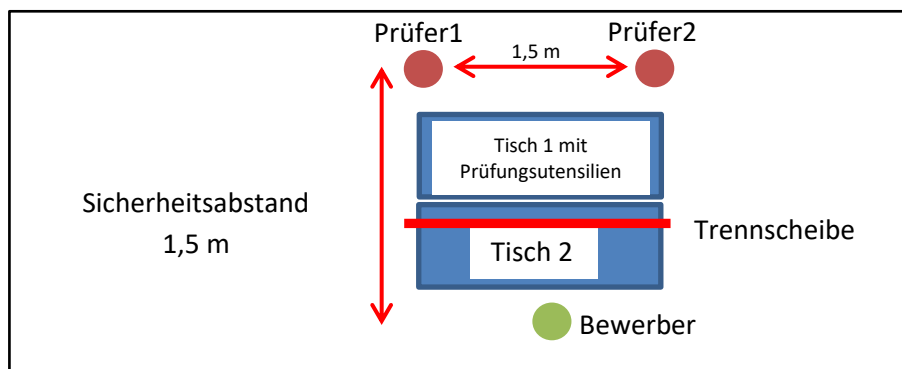 Prüfer1
Prüfer2
1,5 m
Tisch 1 mit
Prüfungsutensilien
Sicherheitsabstand
1,5 m
Trennscheibe
Tisch 2
Bewerber